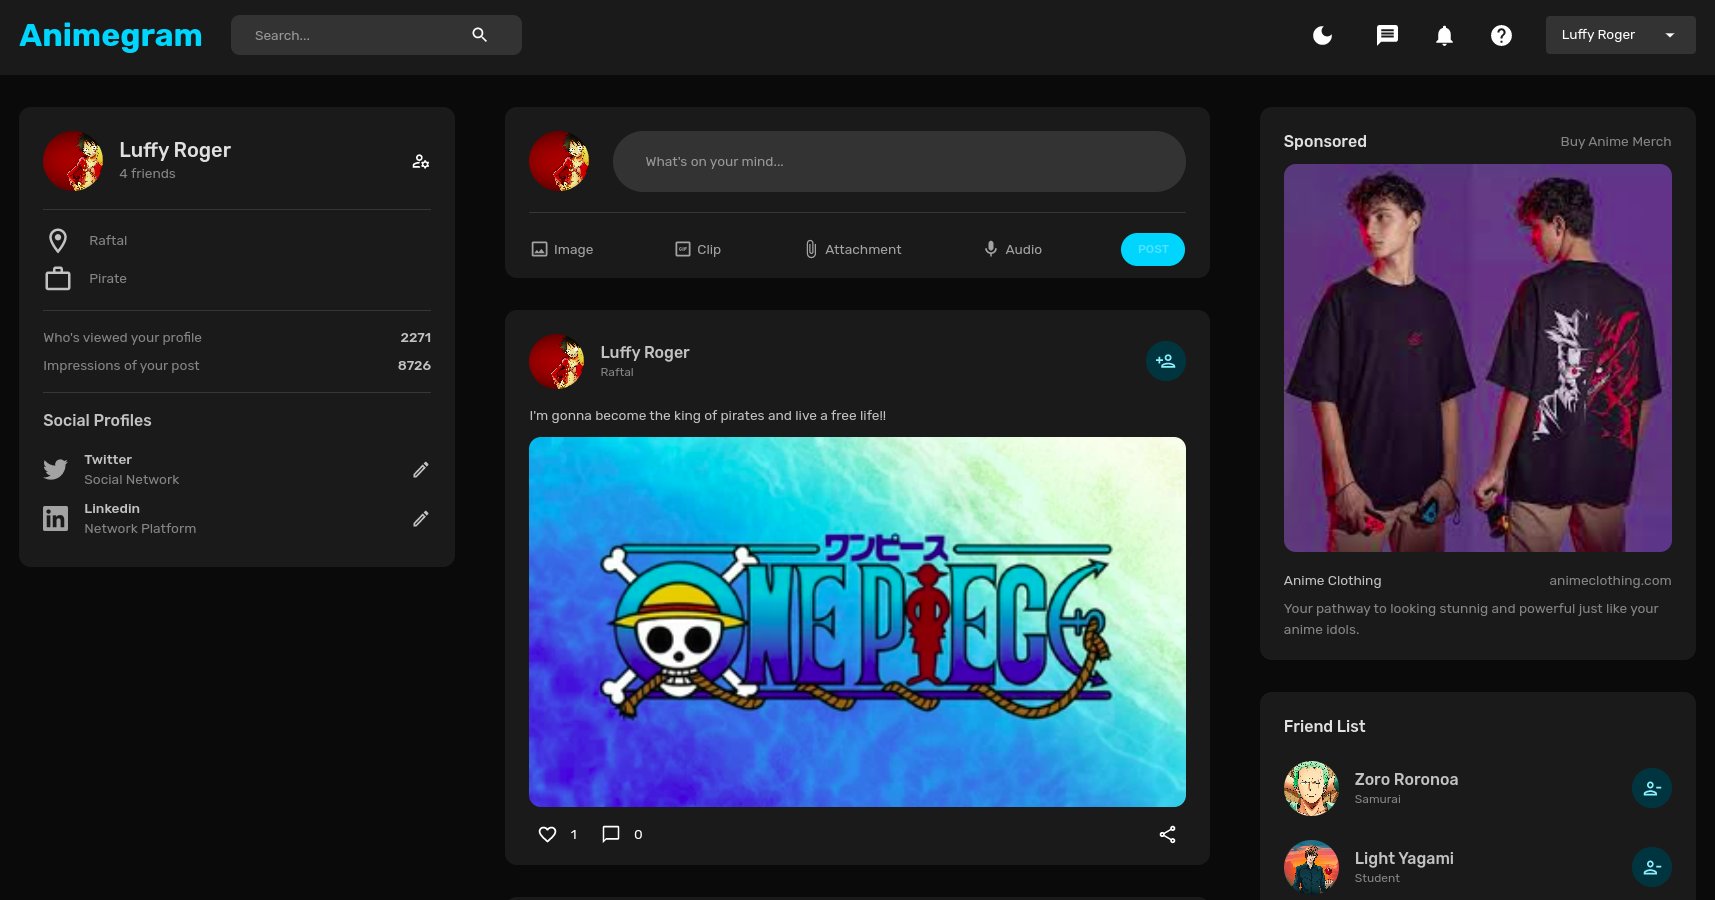 Animegram
Search...
Luffy Roger
Luffy Roger
4 friends
Raftal
Pirate
Who's viewed your profile 2271
Impressions of your post 8726
Social Profiles
Twitter
Social Network
Linkedin
Network Platform
What's on your mind...
Image Clip Attachment Audio POST
Luffy Roger
Raftal
I'm gonna become the king of pirates and live a free life!!
ワンピース
ONE PIECE
1 0
Sponsored Buy Anime Merch
Anime Clothing animeclothing.com
Your pathway to looking stunnig and powerful just like your
anime idols.
Friend List
Zoro Roronoa
Samurai
Light Yagami
Student